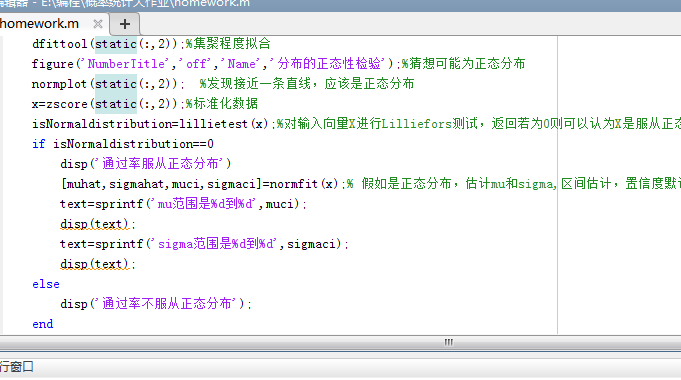 编辑器 - E:\编程\概率统计大作业\homework.m
homework.m × +
dfittool(static(:,2));%集聚程度拟合
figure('NumberTitle','off','Name','分布的正态性检验');%猜想可能为正态分布
normplot(static(:,2)); %发现接近一条直线，应该是正态分布
x=zscore(static(:,2));%标准化数据
isNormaldistribution=lillietest(x);%对输入向量X进行Lilliefors测试，返回若为0则可以认为X是服从正态
if isNormaldistribution==0
disp('通过率服从正态分布')
[muhat,sigmahat,muci,sigmaci]=normfit(x);% 假如是正态分布，估计mu和sigma,区间估计，置信度默认
text=sprintf('mu范围是%d到%d',muci);
disp(text);
text=sprintf('sigma范围是%d到%d',sigmaci);
disp(text);
else
disp('通过率不服从正态分布');
end
行窗口